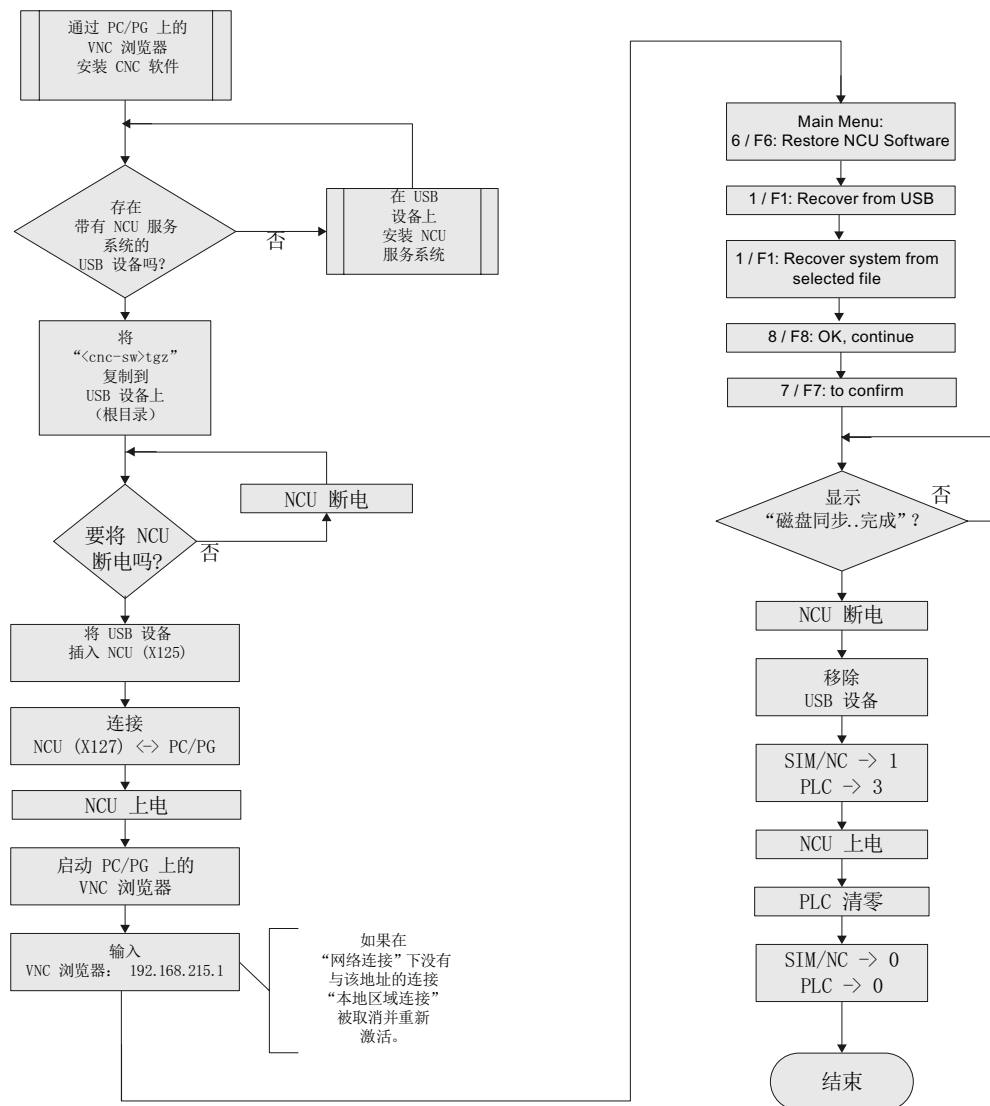 通过 PC/PG 上的
VNC 浏览器
安装 CNC 软件
存在
带有 NCU 服务
系统的
USB 设备吗？
否
在 USB
设备上
安装 NCU
服务系统
将
“<cnc-sw>tgz”
复制到
USB 设备上
（根目录）
NCU 断电
要将 NCU
断电吗？
否
将 USB 设备
插入 NCU (X125)
连接
NCU (X127) <-> PC/PG
NCU 上电
启动 PC/PG 上的
VNC 浏览器
输入
VNC 浏览器： 192.168.215.1
如果在
“网络连接”下没有
与该地址的连接
“本地区域连接”
被取消并重新
激活。
Main Menu:
6 / F6: Restore NCU Software
1 / F1: Recover from USB
1 / F1: Recover system from
selected file
8 / F8: OK, continue
7 / F7: to confirm
显示
“磁盘同步..完成”？
否
NCU 断电
移除
USB 设备
SIM/NC -> 1
PLC -> 3
NCU 上电
PLC 清零
SIM/NC -> 0
PLC -> 0
结束